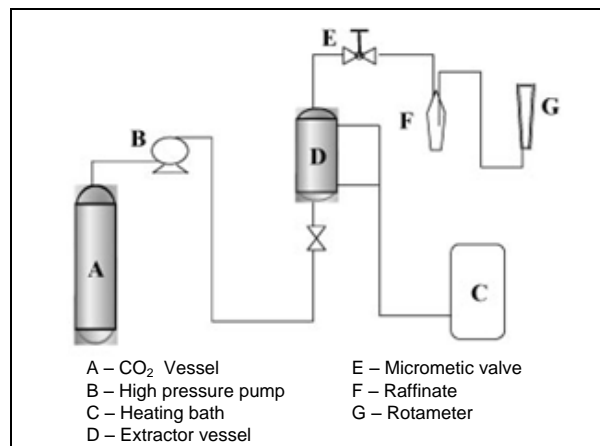 E
B
F
G
D
A
C
A – CO₂ Vessel
B – High pressure pump
C – Heating bath
D – Extractor vessel
E – Micrometic valve
F – Raffinate
G – Rotameter